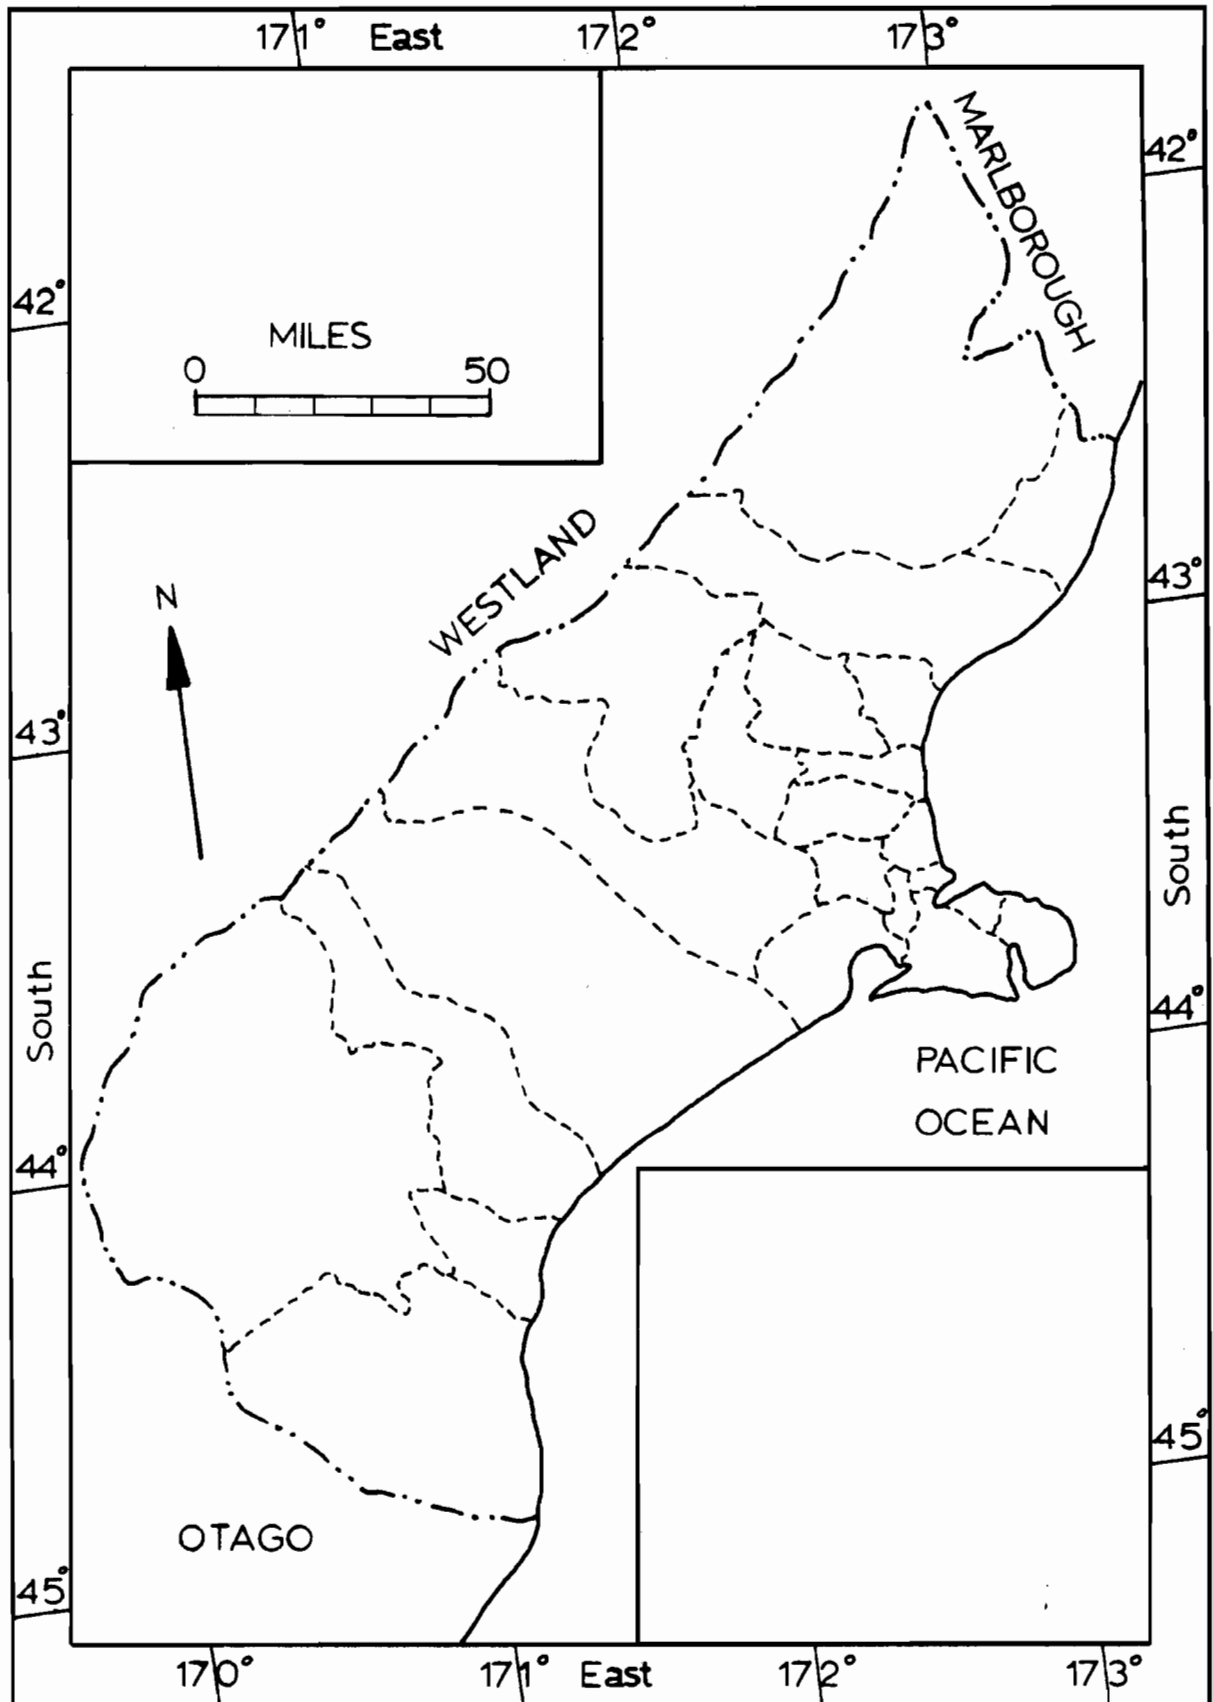 171° East 172° 173°
MARLBOROUGH
42°
42°
MILES
0 50
WESTLAND
N
43°
43°
South
South
44°
PACIFIC
OCEAN
44°
45°
OTAGO
45°
170° 171° East 172° 173°